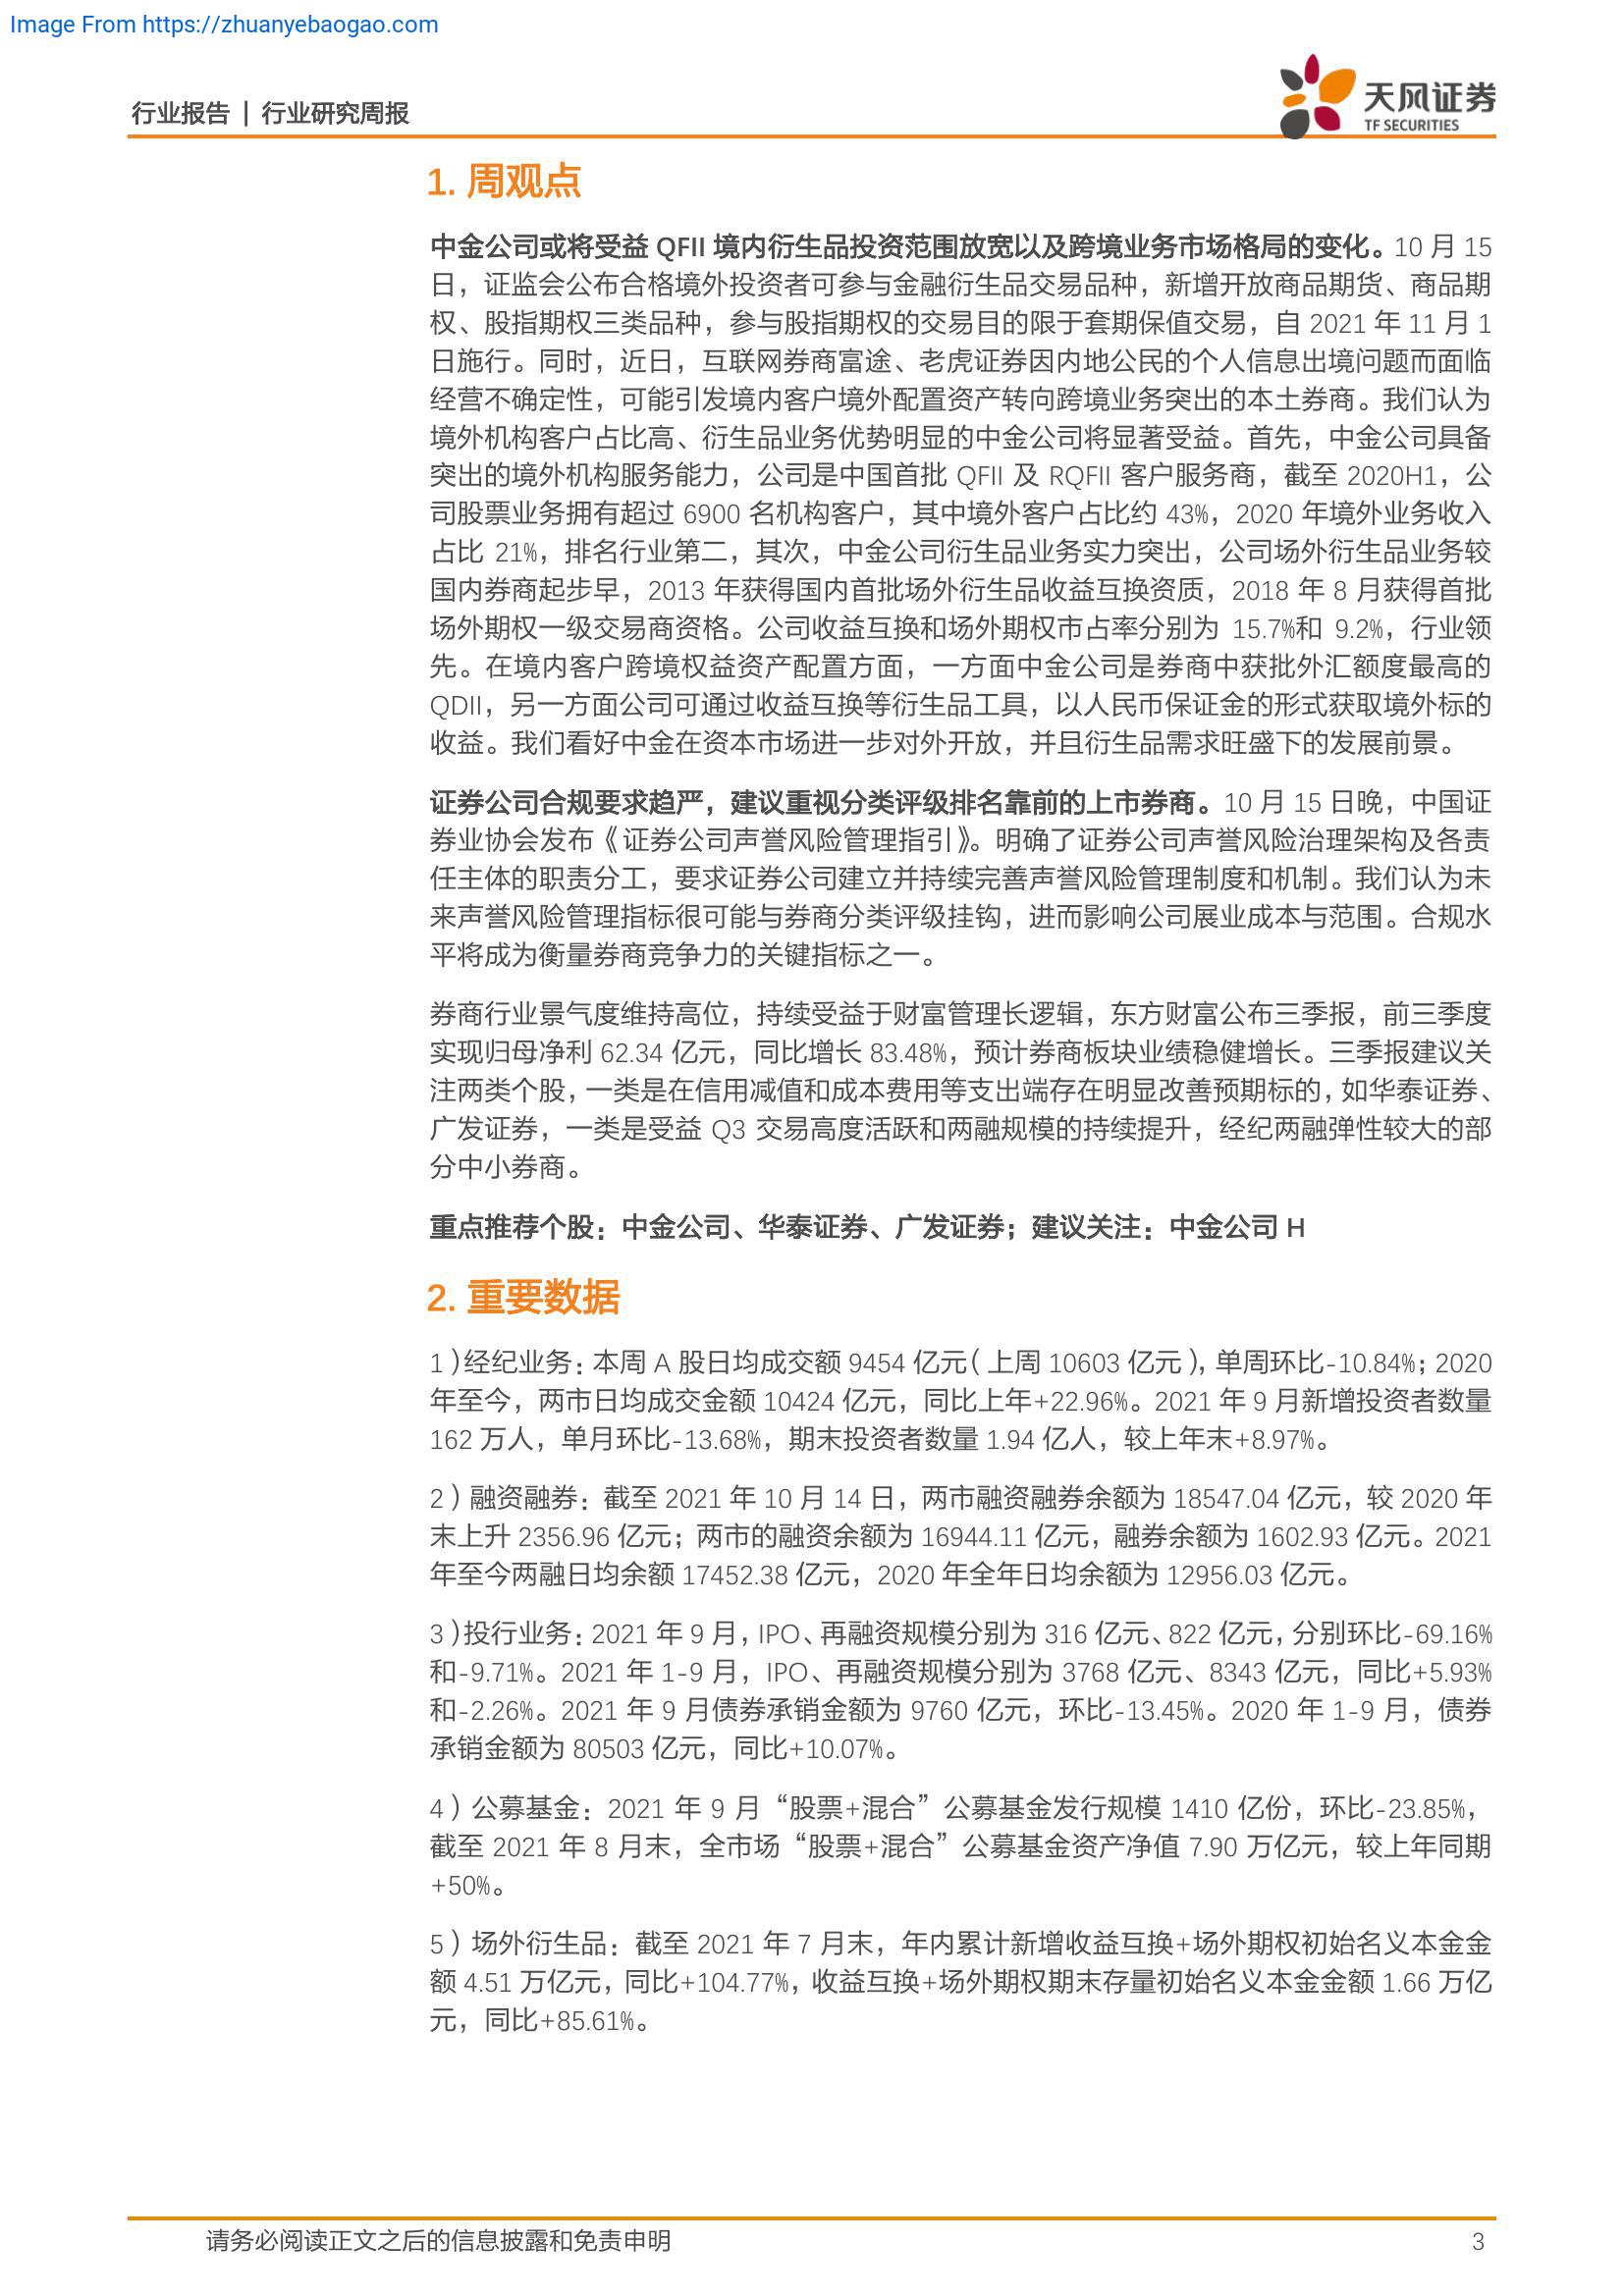 Image From https://zhuanyebaogao.com
行业报告 | 行业研究周报
天风证券
TF SECURITIES
1. 周观点
中金公司或将受益 QFII 境内衍生品投资范围放宽以及跨境业务市场格局的变化。10 月 15
日，证监会公布合格境外投资者可参与金融衍生品交易品种，新增开放商品期货、商品期
权、股指期权三类品种，参与股指期权的交易目的限于套期保值交易，自 2021 年 11 月 1
日施行。同时，近日，互联网券商富途、老虎证券因内地公民的个人信息出境问题而面临
经营不确定性，可能引发境内客户境外配置资产转向跨境业务突出的本土券商。我们认为
境外机构客户占比高、衍生品业务优势明显的中金公司将显著受益。首先，中金公司具备
突出的境外机构服务能力，公司是中国首批 QFII 及 RQFII 客户服务商，截至 2020H1，公
司股票业务拥有超过 6900 名机构客户，其中境外客户占比约 43%，2020 年境外业务收入
占比 21%，排名行业第二，其次，中金公司衍生品业务实力突出，公司场外衍生品业务较
国内券商起步早，2013 年获得国内首批场外衍生品收益互换资质，2018 年 8 月获得首批
场外期权一级交易商资格。公司收益互换和场外期权市占率分别为 15.7%和 9.2%，行业领
先。在境内客户跨境权益资产配置方面，一方面中金公司是券商中获批外汇额度最高的
QDII，另一方面公司可通过收益互换等衍生品工具，以人民币保证金的形式获取境外标的
收益。我们看好中金在资本市场进一步对外开放，并且衍生品需求旺盛下的发展前景。
证券公司合规要求趋严，建议重视分类评级排名靠前的上市券商。10 月 15 日晚，中国证
券业协会发布《证券公司声誉风险管理指引》。明确了证券公司声誉风险治理架构及各责
任主体的职责分工，要求证券公司建立并持续完善声誉风险管理制度和机制。我们认为未
来声誉风险管理指标很可能与券商分类评级挂钩，进而影响公司展业成本与范围。合规水
平将成为衡量券商竞争力的关键指标之一。
券商行业景气度维持高位，持续受益于财富管理长逻辑，东方财富公布三季报，前三季度
实现归母净利 62.34 亿元，同比增长 83.48%，预计券商板块业绩稳健增长。三季报建议关
注两类个股，一类是在信用减值和成本费用等支出端存在明显改善预期标的，如华泰证券、
广发证券，一类是受益 Q3 交易高度活跃和两融规模的持续提升，经纪两融弹性较大的部
分中小券商。
重点推荐个股：中金公司、华泰证券、广发证券；建议关注：中金公司 H
2. 重要数据
1）经纪业务：本周 A 股日均成交额 9454 亿元（上周 10603 亿元），单周环比-10.84%；2020
年至今，两市日均成交金额 10424 亿元，同比上年+22.96%。2021 年 9 月新增投资者数量
162 万人，单月环比-13.68%，期末投资者数量 1.94 亿人，较上年末+8.97%。
2）融资融券：截至 2021 年 10 月 14 日，两市融资融券余额为 18547.04 亿元，较 2020 年
末上升 2356.96 亿元；两市的融资余额为 16944.11 亿元，融券余额为 1602.93 亿元。2021
年至今两融日均余额 17452.38 亿元，2020 年全年日均余额为 12956.03 亿元。
3）投行业务：2021 年 9 月，IPO、再融资规模分别为 316 亿元、822 亿元，分别环比-69.16%
和-9.71%。2021 年 1-9 月，IPO、再融资规模分别为 3768 亿元、8343 亿元，同比+5.93%
和-2.26%。2021 年 9 月债券承销金额为 9760 亿元，环比-13.45%。2020 年 1-9 月，债券
承销金额为 80503 亿元，同比+10.07%。
4）公募基金：2021 年 9 月“股票+混合”公募基金发行规模 1410 亿份，环比-23.85%，
截至 2021 年 8 月末，全市场“股票+混合”公募基金资产净值 7.90 万亿元，较上年同期
+50%。
5）场外衍生品：截至 2021 年 7 月末，年内累计新增收益互换+场外期权初始名义本金金
额 4.51 万亿元，同比+104.77%，收益互换+场外期权期末存量初始名义本金金额 1.66 万亿
元，同比+85.61%。
请务必阅读正文之后的信息披露和免责申明
3